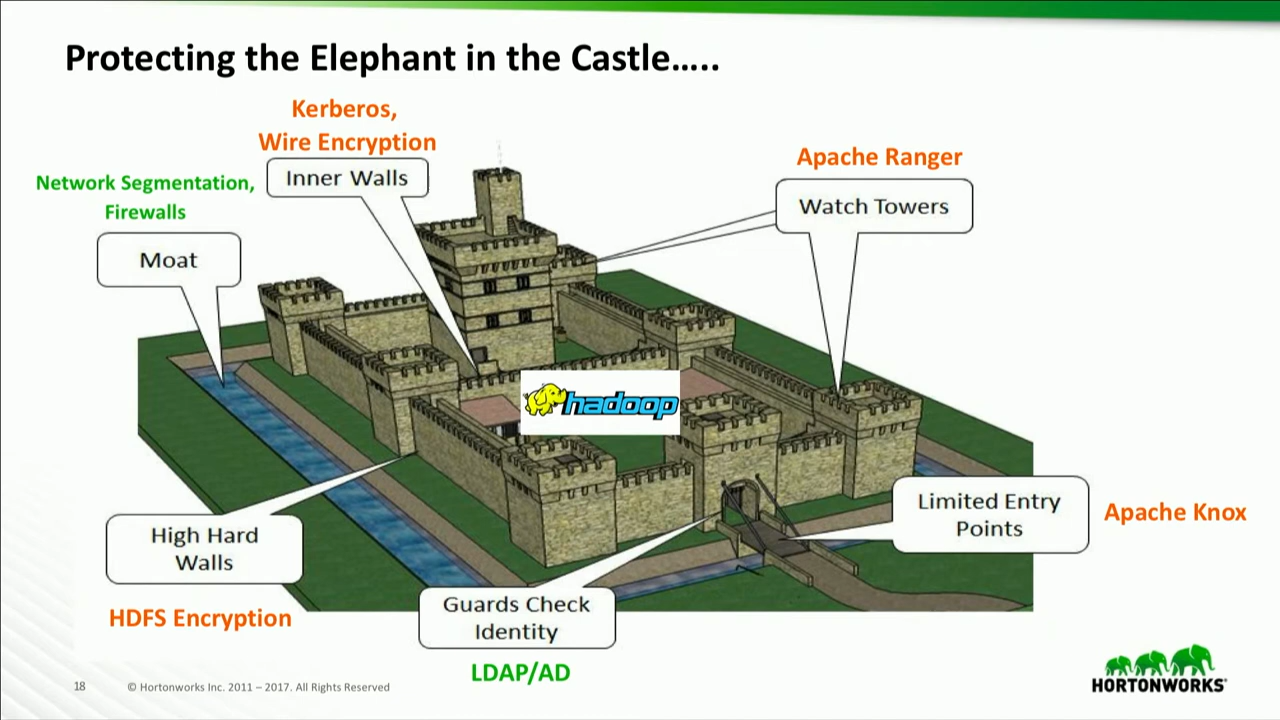 Protecting the Elephant in the Castle…..
Kerberos,
Wire Encryption
Inner Walls
Apache Ranger
Watch Towers
Network Segmentation,
Firewalls
Moat
hadoop
Limited Entry
Points
Apache Knox
High Hard
Walls
HDFS Encryption
Guards Check
Identity
LDAP/AD
18
© Hortonworks Inc. 2011 – 2017. All Rights Reserved
HORTONWORKS